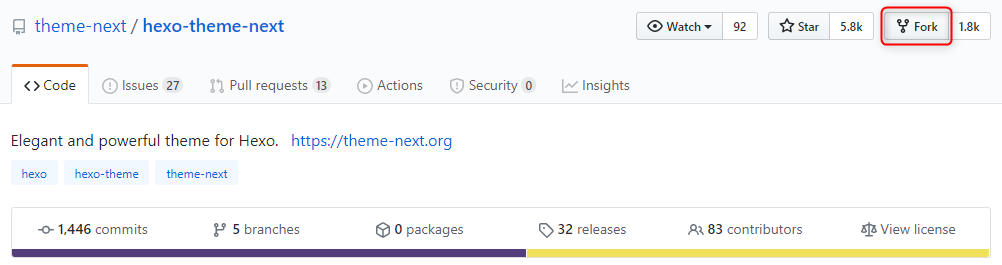 theme-next / hexo-theme-next Watch 92 Star 5.8k Fork 1.8k
Code Issues 27 Pull requests 13 Actions Security 0 Insights
Elegant and powerful theme for Hexo. https://theme-next.org
hexo hexo-theme theme-next
1,446 commits 5 branches 0 packages 32 releases 83 contributors View license